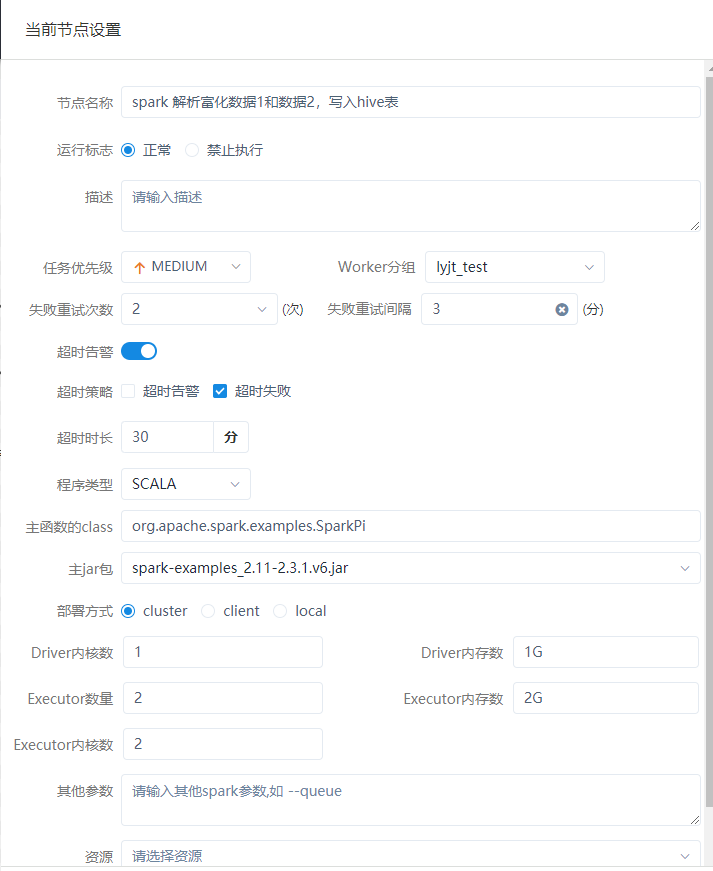 当前节点设置
节点名称 spark 解析富化数据1和数据2，写入hive表
运行标志 正常 禁止执行
描述 请输入描述
任务优先级 MEDIUM Worker分组 lyjt_test
失败重试次数 2 (次) 失败重试间隔 3 (分)
超时告警
超时策略 超时告警 超时失败
超时时长 30 分
程序类型 SCALA
主函数的class org.apache.spark.examples.SparkPi
主jar包 spark-examples_2.11-2.3.1.v6.jar
部署方式 cluster client local
Driver内核数 1 Driver内存数 1G
Executor数量 2 Executor内存数 2G
Executor内核数 2
其他参数 请输入其他spark参数,如 --queue
资源 请选择资源